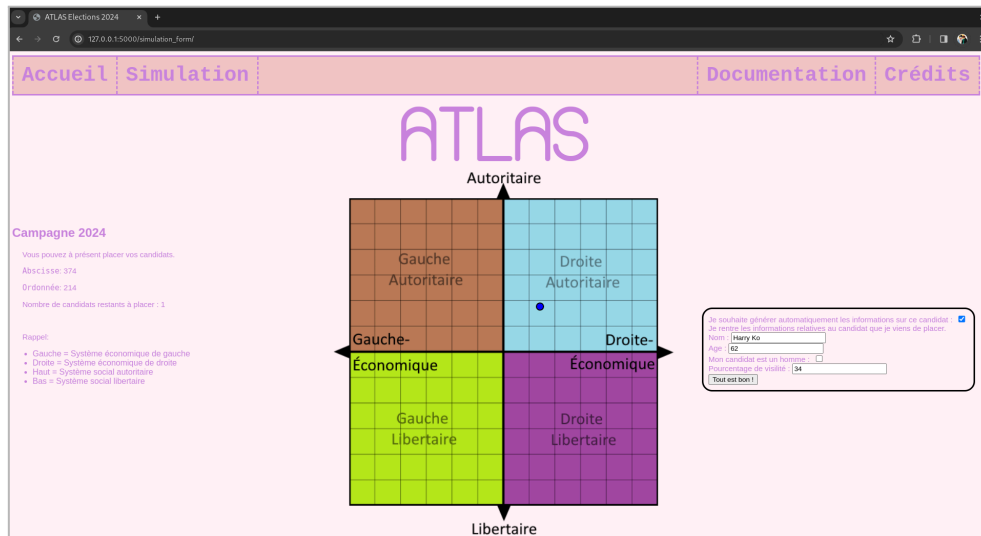 ATLAS Elections 2024
127.0.0.1:5000/simulation_form/
Accueil Simulation Documentation Crédits
ATLAS
Autoritaire
Campagne 2024
Vous pouvez à présent placer vos candidats.
Abscisse: 374
Ordonnée: 214
Nombre de candidats restants à placer : 1
Rappel:
Gauche = Système économique de gauche
Droite = Système économique de droite
Haut = Système social autoritaire
Bas = Système social libertaire
Gauche
Autoritaire
Droite
Autoritaire
Gauche-
Économique
Droite-
Économique
Gauche
Libertaire
Droite
Libertaire
Libertaire
Je souhaite générer automatiquement les informations sur ce candidat :
Je rentre les informations relatives au candidat que je viens de placer.
Nom : Harry Ko
Age : 62
Mon candidat est un homme :
Pourcentage de visilité : 34
Tout est bon !